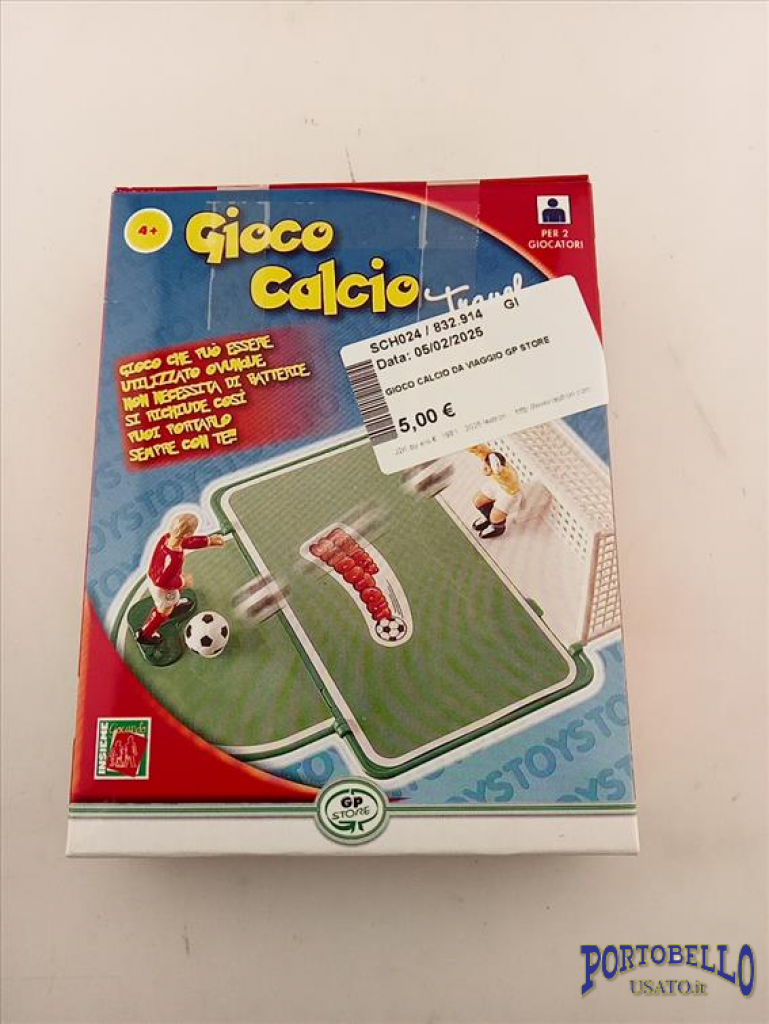 4+
Gioco
Calcio
Travel
PER 2
GIOCATORI
GIOCO CHE PUÒ ESSERE
UTILIZZATO OVUNQUE
NON NECESSITA DI BATTERIE
SI RICHIUDE COSÌ
PUOI PORTARLO
SEMPRE CON TE!!
SCH024 / 832.914 GI
Data: 05/02/2025
GIOCO CALCIO DA VIAGGIO GP STORE
5,00 €
INSIEME
Giocando
TOYSTOYSTOYS
GP
STORE
PORTOBELLO
USATO.it